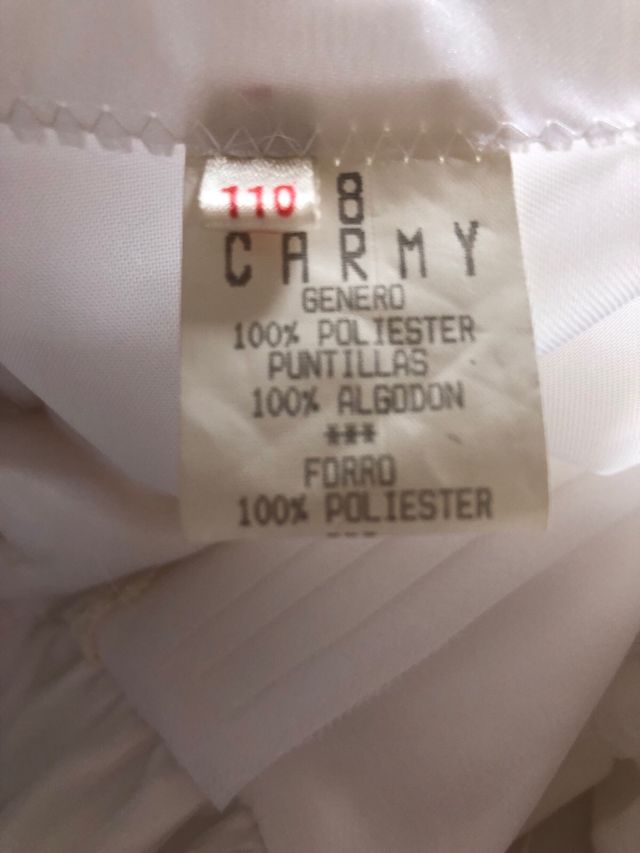 110
8
CARMY
GENERO
100% POLIESTER
PUNTILLAS
100% ALGODON
***
FORRO
100% POLIESTER